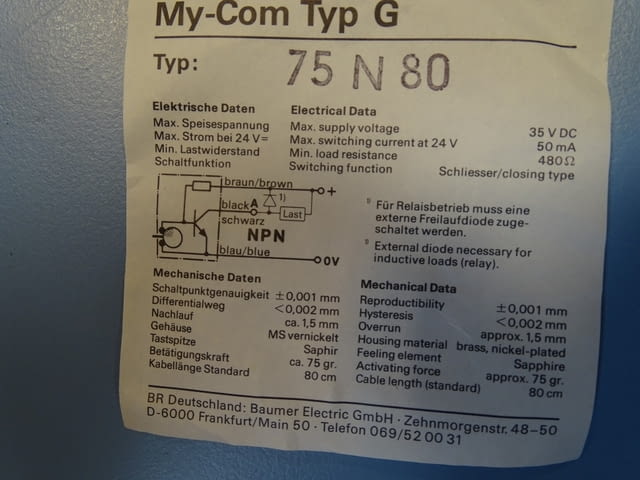 My-Com Typ G
Typ: 75 N 80
Elektrische Daten Electrical Data
Max. Speisespannung Max. supply voltage 35 V DC
Max. Strom bei 24 V= Max. switching current at 24 V 50 mA
Min. Lastwiderstand Min. load resistance 480 Ω
Schaltfunktion Switching function Schliesser/closing type
braun/brown +
1)
black A
Last
schwarz
NPN
blau/blue 0V
1) Für Relaisbetrieb muss eine
externe Freilaufdiode zuge-
schaltet werden.
1) External diode necessary for
inductive loads (relay).
Mechanische Daten
Schaltpunktgenauigkeit ±0,001 mm
Differentialweg <0,002 mm
Nachlauf ca. 1,5 mm
Gehäuse MS vernickelt
Tastspitze Saphir
Betätigungskraft ca. 75 gr.
Kabellänge Standard 80 cm
Mechanical Data
Reproductibility ±0,001 mm
Hysteresis <0,002 mm
Overrun approx. 1,5 mm
Housing material brass, nickel-plated
Feeling element Sapphire
Activating force approx. 75 gr.
Cable length (standard) 80 cm
BR Deutschland: Baumer Electric GmbH · Zehnmorgenstr. 48-50
D-6000 Frankfurt/Main 50 · Telefon 069/52 00 31